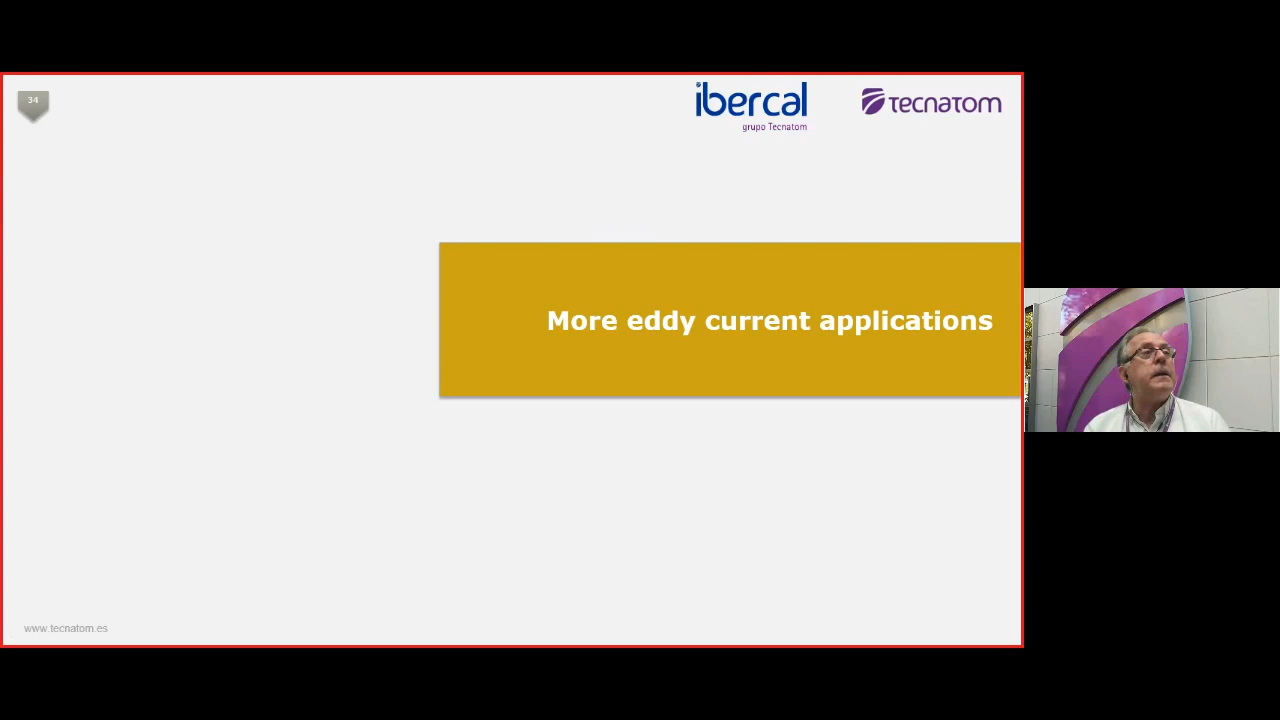 34
ibercal
grupo Tecnatom
TECNATOM
More eddy current applications
www.tecnatom.es